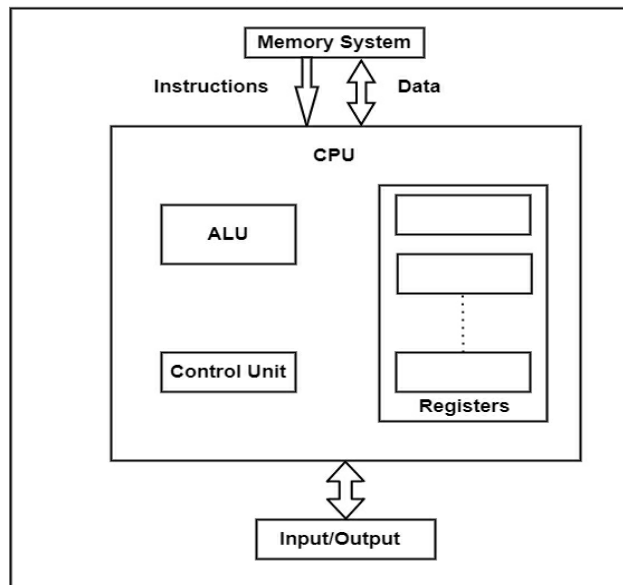 Memory System
Instructions
Data
CPU
ALU
Control Unit
Registers
Input/Output